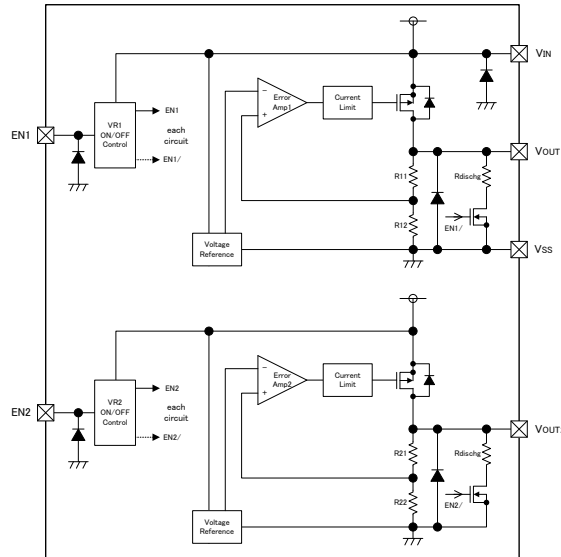 VIN
Error
Amp1
Current
Limit
−
+
EN1
VR1
ON/OFF
Control
EN1
each
circuit
EN1/
VOUT
R11
Rdischg
R12
EN1/
Voltage
Reference
VSS
Error
Amp2
Current
Limit
−
+
EN2
VR2
ON/OFF
Control
EN2
each
circuit
EN2/
R21
Rdischg
R22
EN2/
Voltage
Reference